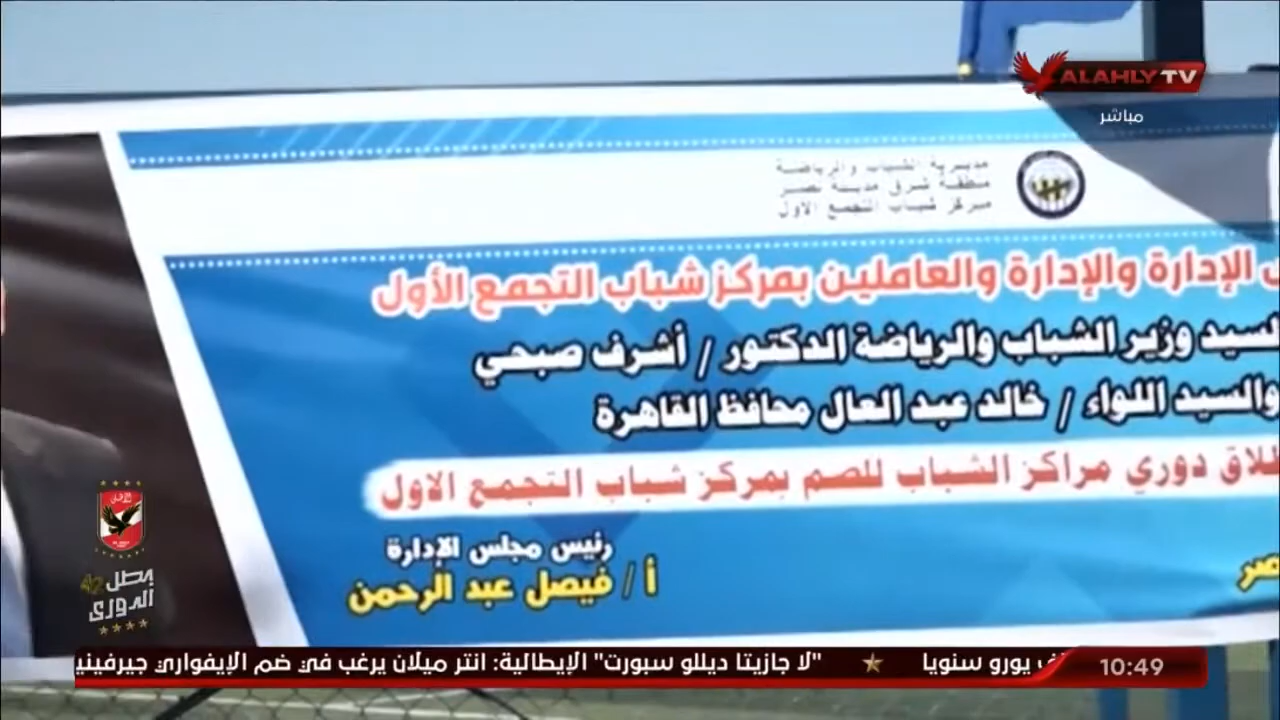 ALAHLY TV
مباشر
مديرية الشباب والرياضة
منطقة شرق مدينة نصر
مركز شباب التجمع الاول
الإدارة والإدارة والعاملين بمركز شباب التجمع الأول
السيد وزير الشباب والرياضة الدكتور / أشرف صبحي
والسيد اللواء / خالد عبد العال محافظ القاهرة
دوري مراكز الشباب للصم بمركز شباب التجمع الاول
رئيس مجلس الإدارة
أ / فيصل عبد الرحمن
بطل
الدوري
42
يورو سنويا ★ "لا جازيتا ديللو سبورت" الإيطالية: انتر ميلان يرغب في ضم الإيفواري
10:49